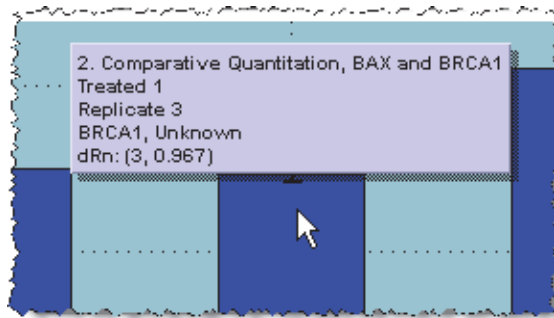 2. Comparative Quantitation, BAX and BRCA1
Treated 1
Replicate 3
BRCA1, Unknown
dRn: (3, 0.967)